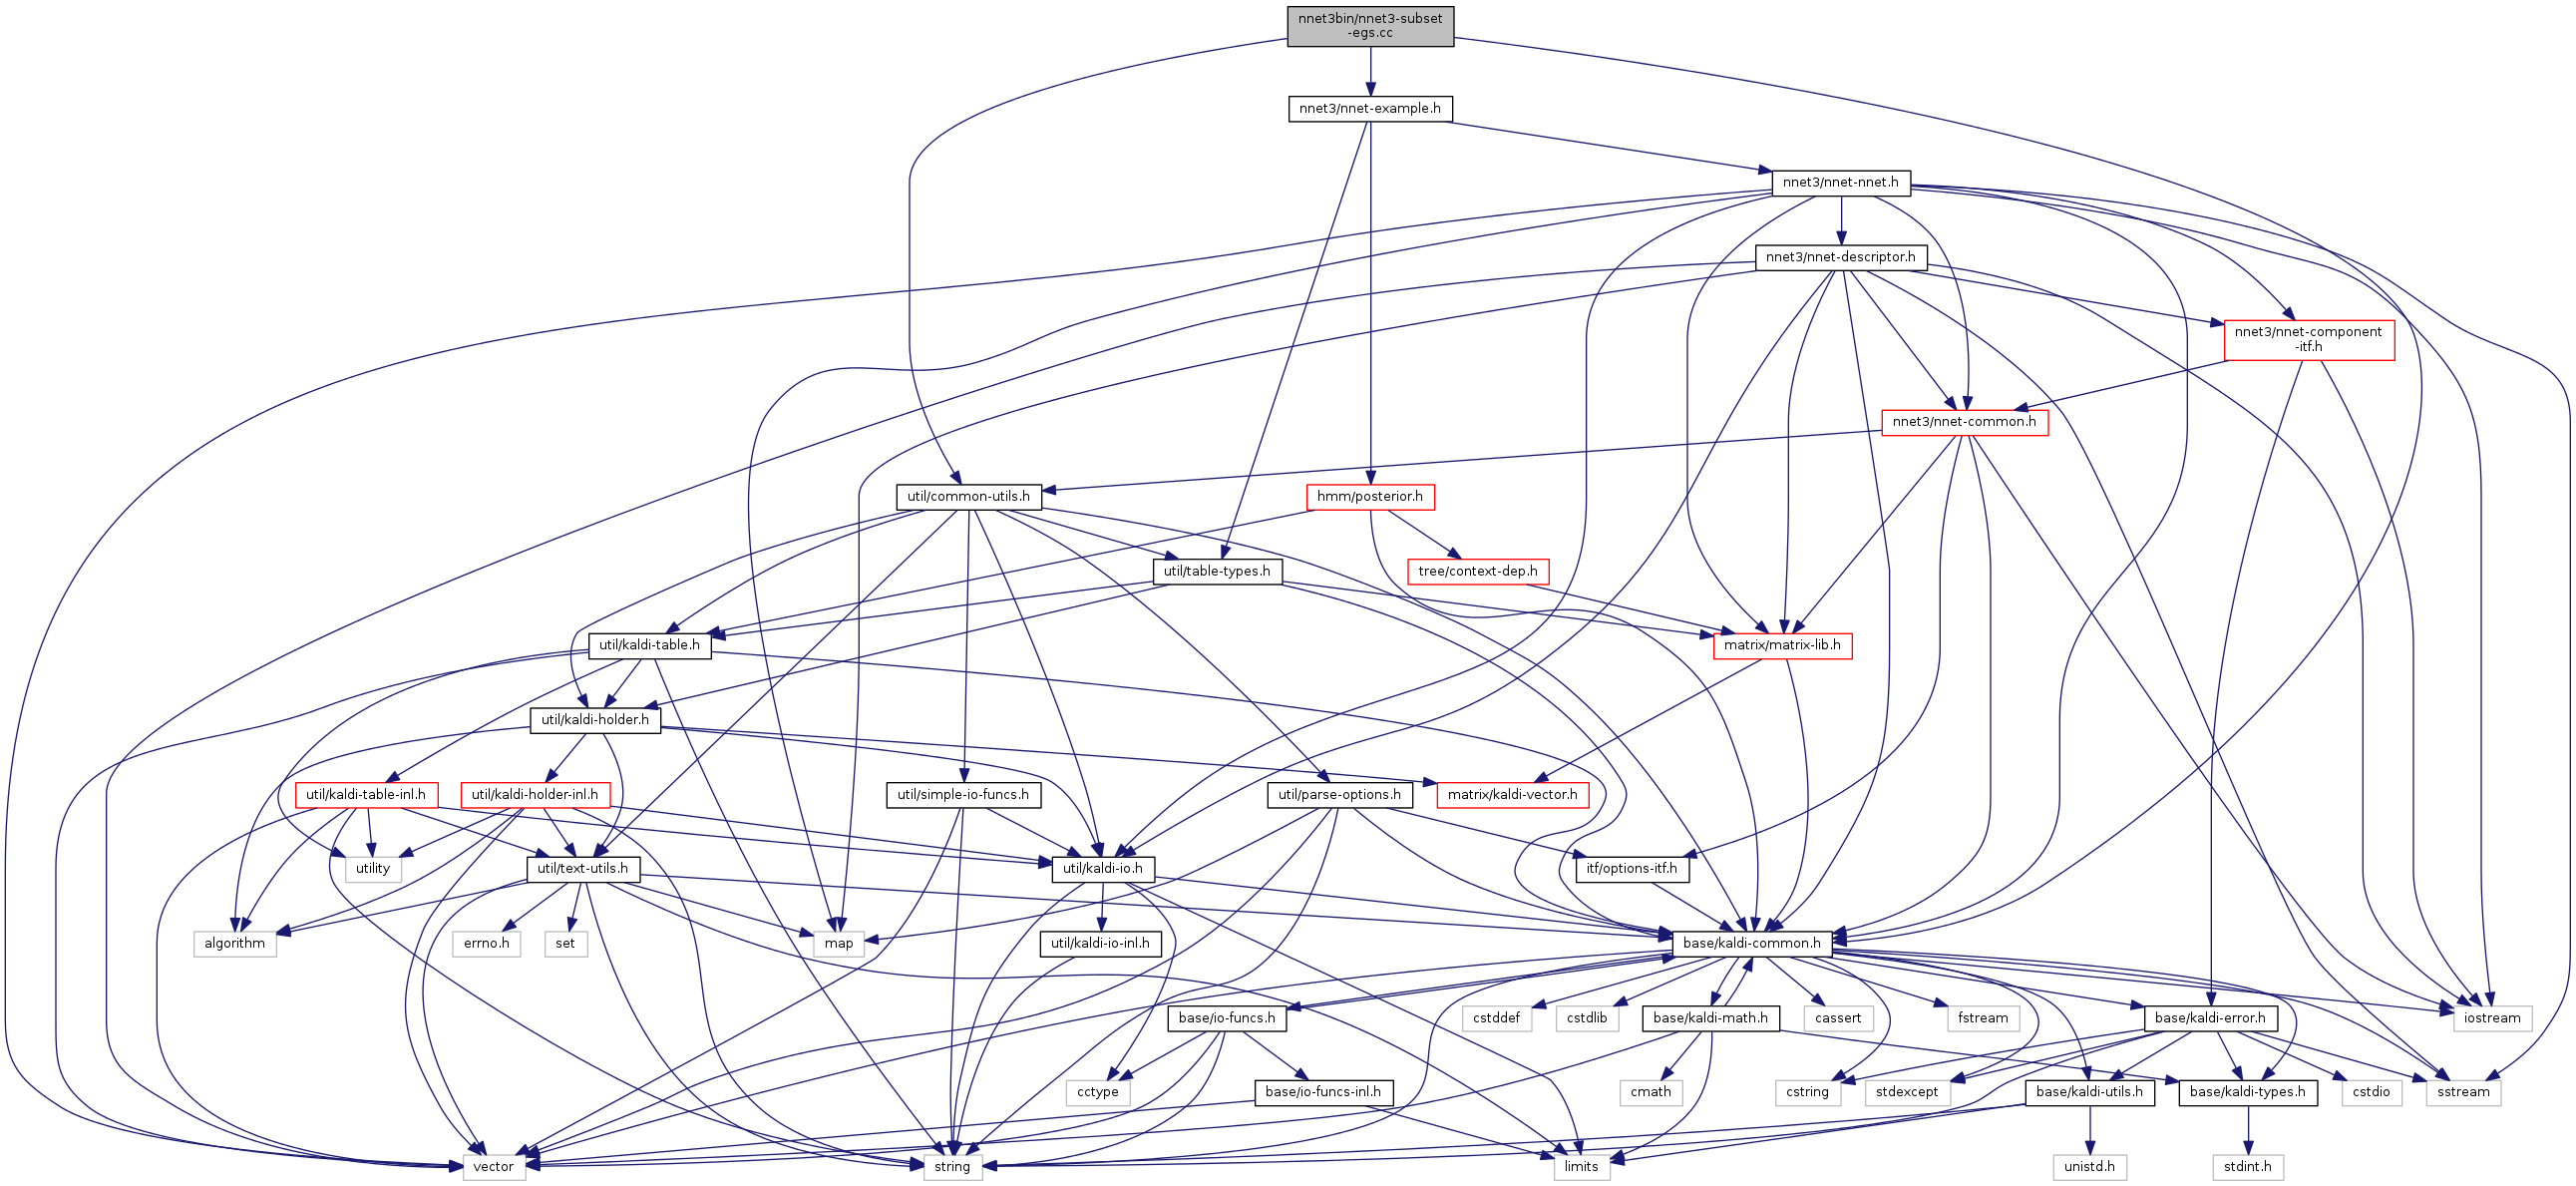 nnet3bin/nnet3-subset
-egs.cc
nnet3/nnet-example.h
nnet3/nnet-nnet.h
nnet3/nnet-descriptor.h
nnet3/nnet-component
-itf.h
nnet3/nnet-common.h
util/common-utils.h
hmm/posterior.h
util/table-types.h
tree/context-dep.h
util/kaldi-table.h
matrix/matrix-lib.h
util/kaldi-holder.h
util/kaldi-table-inl.h
util/kaldi-holder-inl.h
util/simple-io-funcs.h
util/parse-options.h
matrix/kaldi-vector.h
utility
util/text-utils.h
util/kaldi-io.h
itf/options-itf.h
algorithm
errno.h
set
map
util/kaldi-io-inl.h
base/kaldi-common.h
base/io-funcs.h
cstddef
cstdlib
base/kaldi-math.h
cassert
fstream
base/kaldi-error.h
iostream
cctype
base/io-funcs-inl.h
cmath
cstring
stdexcept
base/kaldi-utils.h
base/kaldi-types.h
cstdio
sstream
vector
string
limits
unistd.h
stdint.h